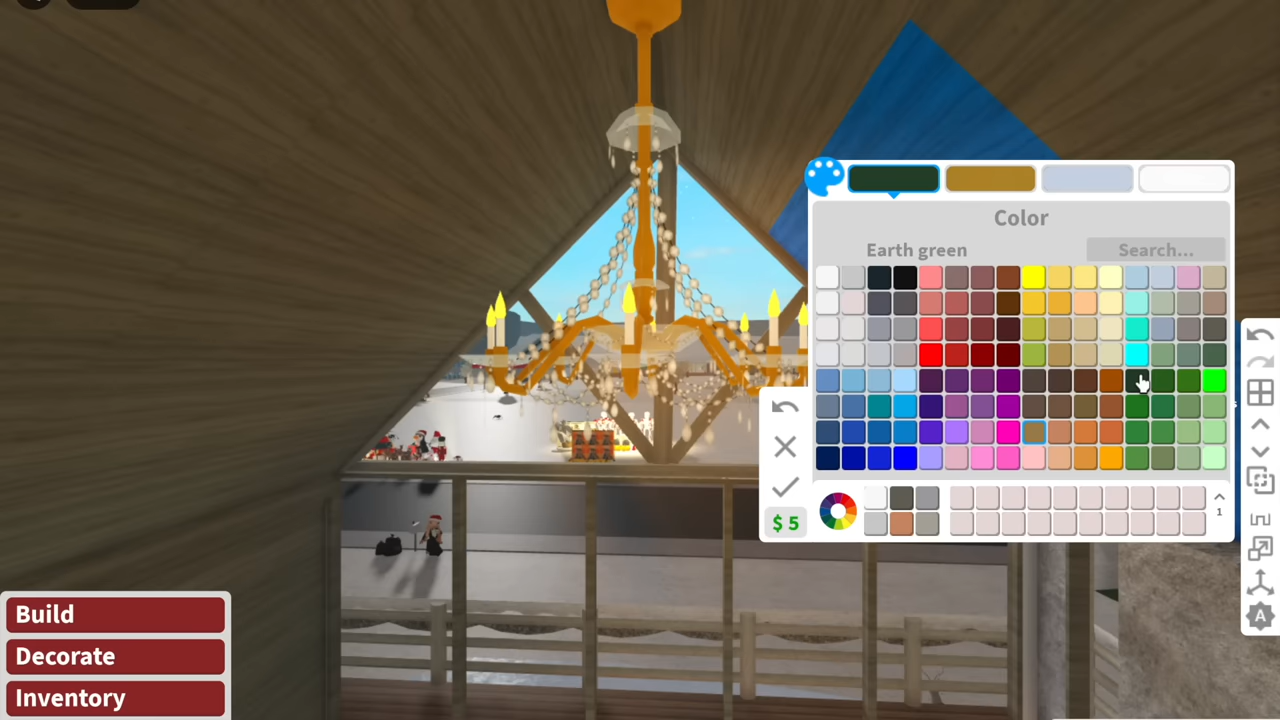 Color
Earth green
Search...
1
$ 5
A
Build
Decorate
Inventory